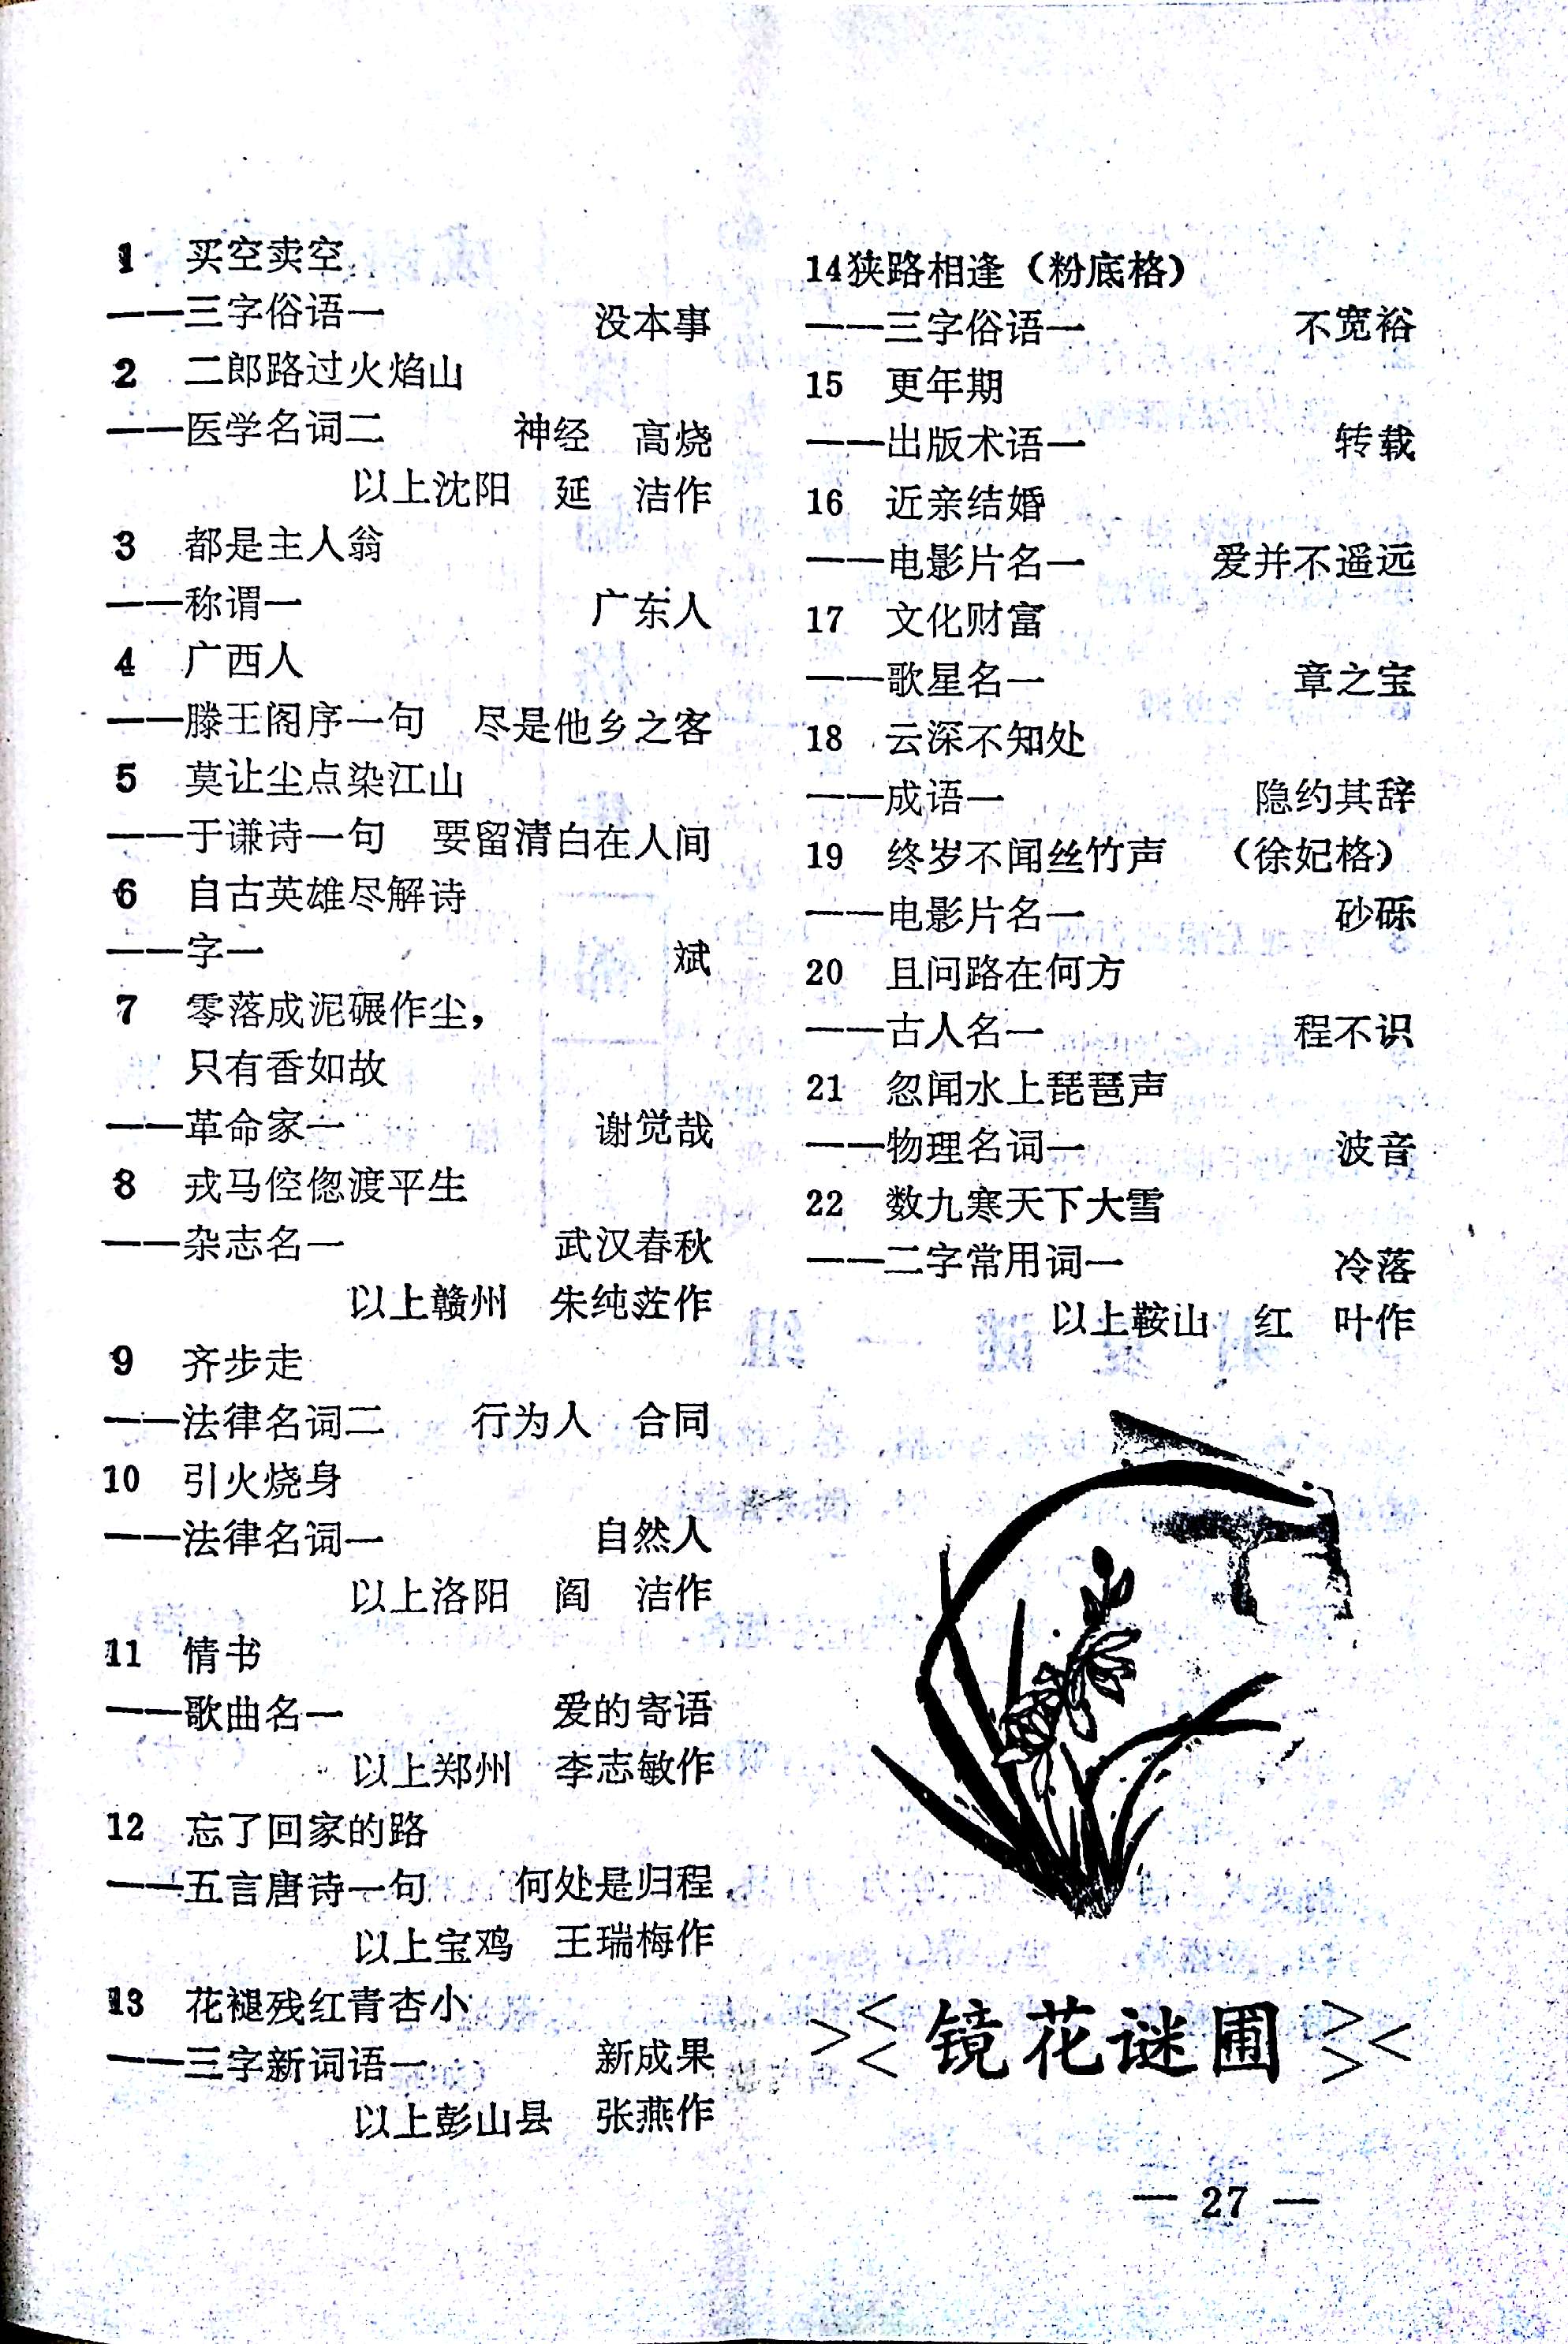 1 买空卖空
——三字俗语一 没本事
2 二郎路过火焰山
——医学名词二 神经 高烧
以上沈阳 延 洁作
3 都是主人翁
——称谓一 广东人
4 广西人
——滕王阁序一句 尽是他乡之客
5 莫让尘点染江山
——于谦诗一句 要留清白在人间
6 自古英雄尽解诗
——字一 斌
7 零落成泥碾作尘，
只有香如故
——革命家一 谢觉哉
8 戎马倥偬渡平生
——杂志名一 武汉春秋
以上赣州 朱纯茳作
9 齐步走
——法律名词二 行为人 合同
10 引火烧身
——法律名词一 自然人
以上洛阳 阎 洁作
11 情书
——歌曲名一 爱的寄语
以上郑州 李志敏作
12 忘了回家的路
——五言唐诗一句 何处是归程
以上宝鸡 王瑞梅作
13 花褪残红青杏小
——三字新词语一 新成果
以上彭山县 张燕作
14狭路相逢（粉底格）
——三字俗语一 不宽裕
15 更年期
——出版术语一 转载
16 近亲结婚
——电影片名一 爱并不遥远
17 文化财富
——歌星名一 章之宝
18 云深不知处
——成语一 隐约其辞
19 终岁不闻丝竹声 （徐妃格）
——电影片名一 砂砾
20 且问路在何方
——古人名一 程不识
21 忽闻水上琵琶声
——物理名词一 波音
22 数九寒天下大雪
——二字常用词一 冷落
以上鞍山 红 叶作
镜花谜圃
— 27 —